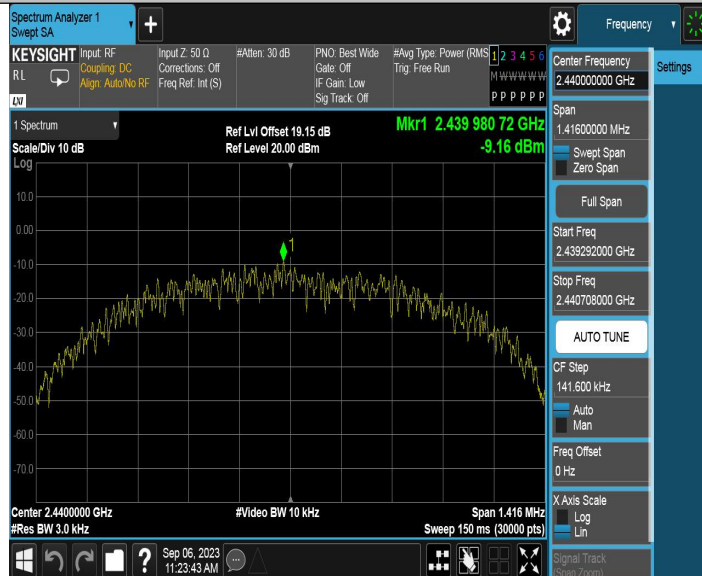 Spectrum Analyzer 1
Swept SA
Frequency
KEYSIGHT
RL
LXI
Input: RF
Coupling: DC
Align: Auto/No RF
Input Z: 50 Ω
Corrections: Off
Freq Ref: Int (S)
#Atten: 30 dB
PNO: Best Wide
Gate: Off
IF Gain: Low
Sig Track: Off
#Avg Type: Power (RMS
Trig: Free Run
1 2 3 4 5 6
M W W W W W
P P P P P P
Settings
1 Spectrum
Scale/Div 10 dB
Log
Ref Lvl Offset 19.15 dB
Ref Level 20.00 dBm
Mkr1 2.439 980 72 GHz
-9.16 dBm
10.0
0.00
-10.0
-20.0
-30.0
-40.0
-50.0
-60.0
-70.0
1
Center 2.4400000 GHz
#Res BW 3.0 kHz
#Video BW 10 kHz
Span 1.416 MHz
Sweep 150 ms (30000 pts)
Center Frequency
2.440000000 GHz
Span
1.41600000 MHz
Swept Span
Zero Span
Full Span
Start Freq
2.439292000 GHz
Stop Freq
2.440708000 GHz
AUTO TUNE
CF Step
141.600 kHz
Auto
Man
Freq Offset
0 Hz
X Axis Scale
Log
Lin
Signal Track
(Span Zoom)
?
Sep 06, 2023
11:23:43 AM